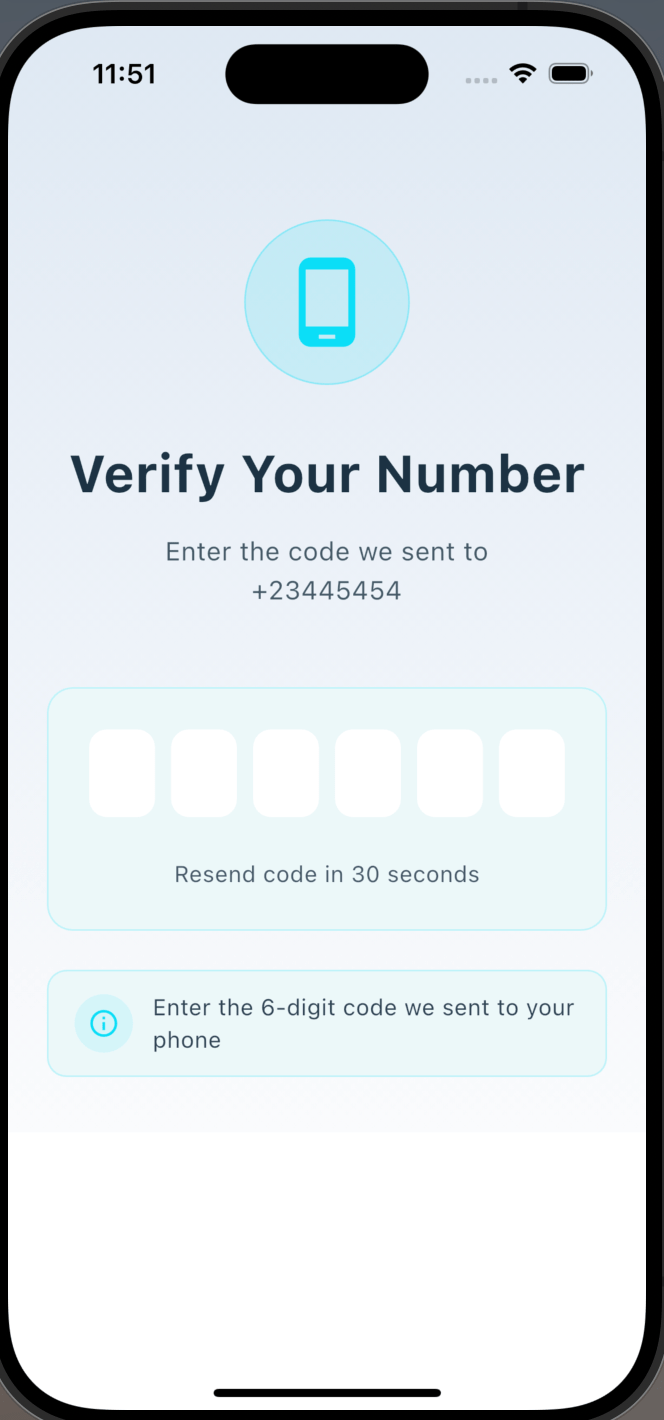 11:51
Verify Your Number
Enter the code we sent to
+23445454
Resend code in 30 seconds
Enter the 6-digit code we sent to your
phone